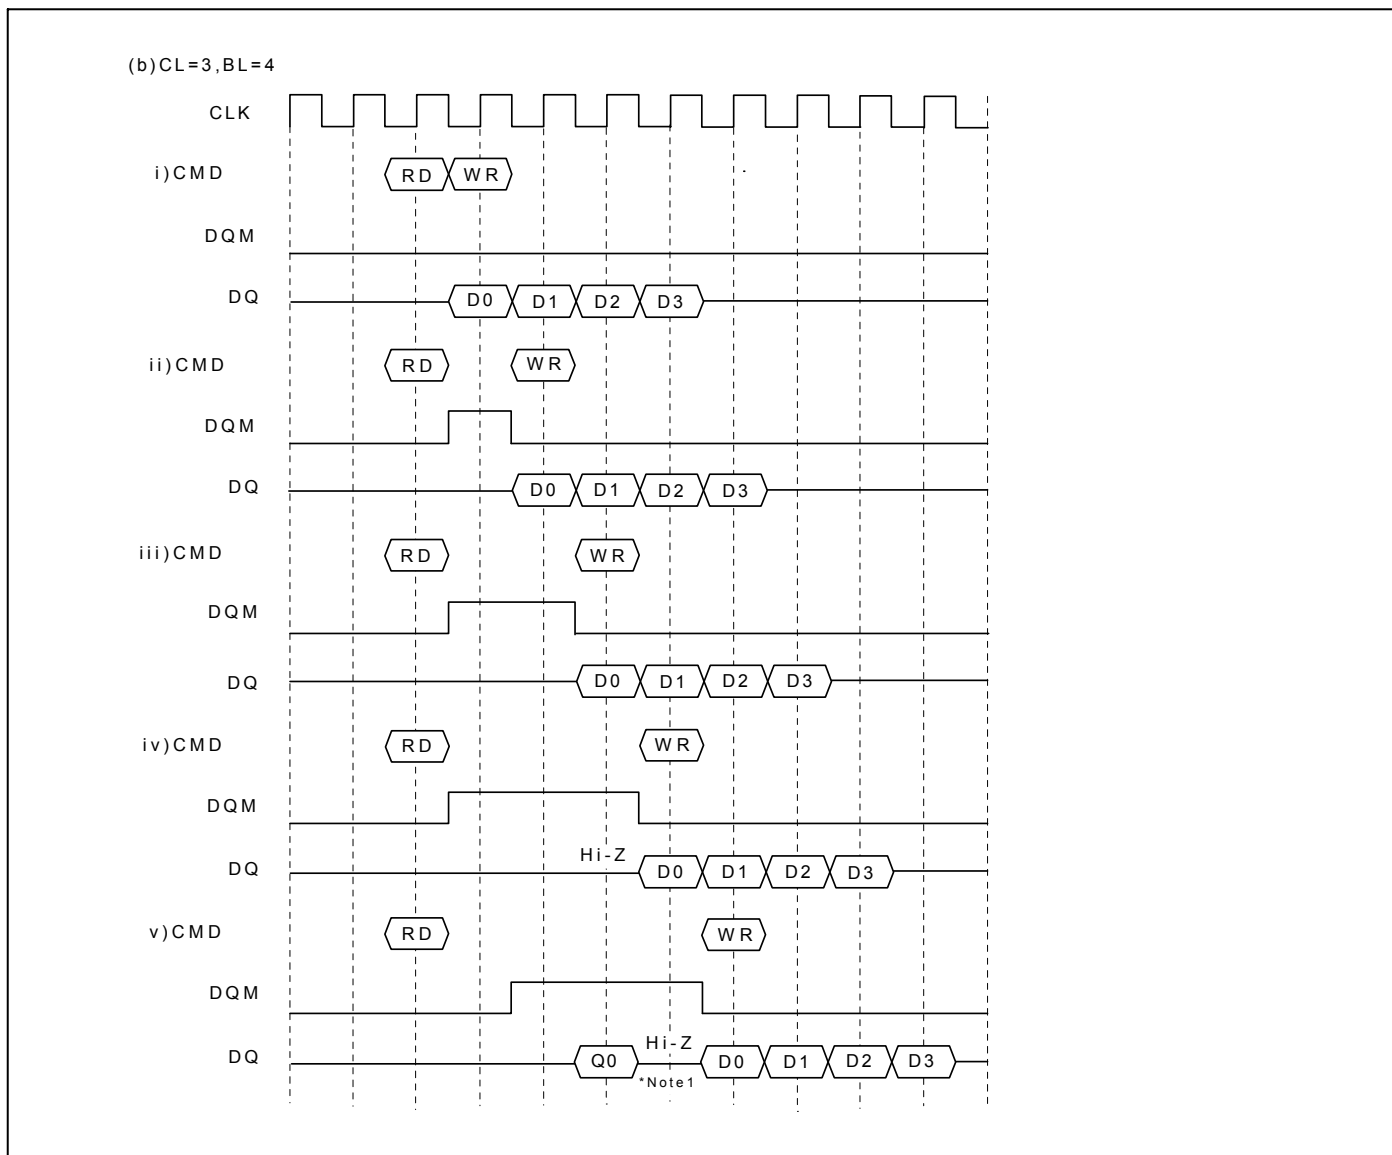 (b)CL=3,BL=4
CLK
i)CMD RD WR
DQM
DQ D0 D1 D2 D3
ii)CMD RD WR
DQM
DQ D0 D1 D2 D3
iii)CMD RD WR
DQM
DQ D0 D1 D2 D3
iv)CMD RD WR
DQM
Hi-Z
DQ D0 D1 D2 D3
v)CMD RD WR
DQM
Hi-Z
DQ Q0 D0 D1 D2 D3
*Note1